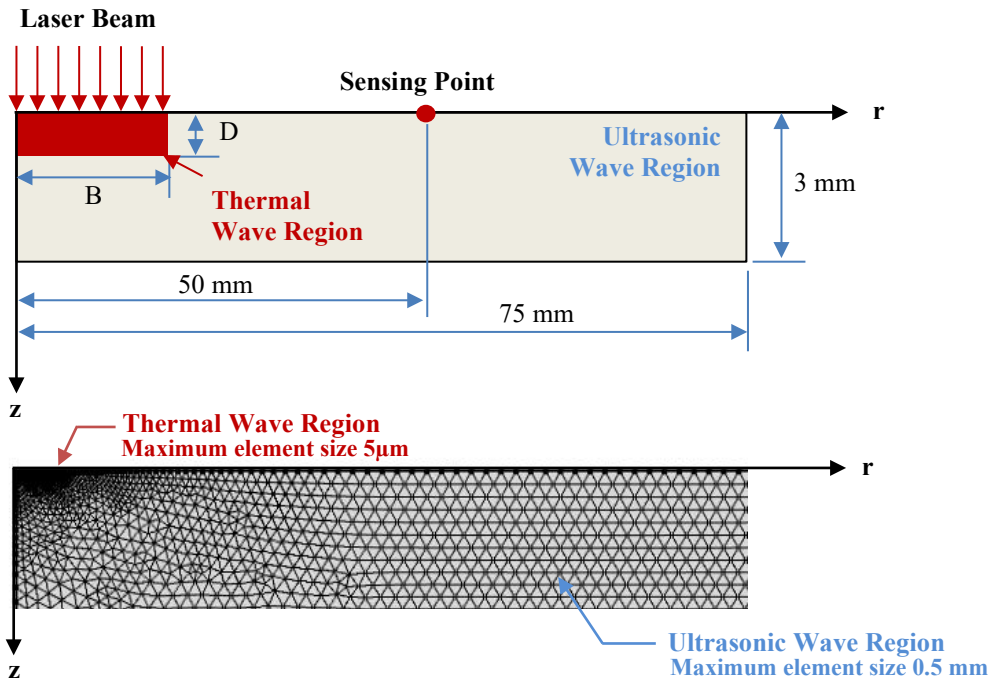 Laser Beam
Sensing Point
r
D
Ultrasonic
Wave Region
3 mm
B
Thermal
Wave Region
50 mm
75 mm
z
Thermal Wave Region
Maximum element size 5μm
r
Ultrasonic Wave Region
Maximum element size 0.5 mm
z